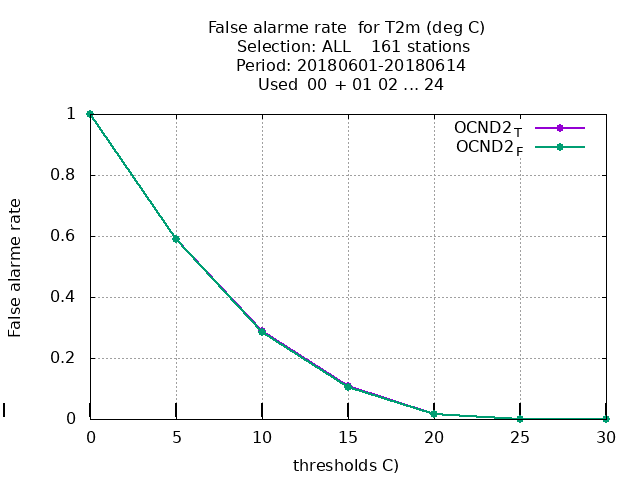 False alarme rate  for T2m (deg C)
Selection: ALL    161 stations
Period: 20180601-20180614
Used  00 + 01 02 ... 24
OCND2_T
OCND2_F
False alarme rate
1
0.8
0.6
0.4
0.2
0
0 5 10 15 20 25 30
thresholds C)